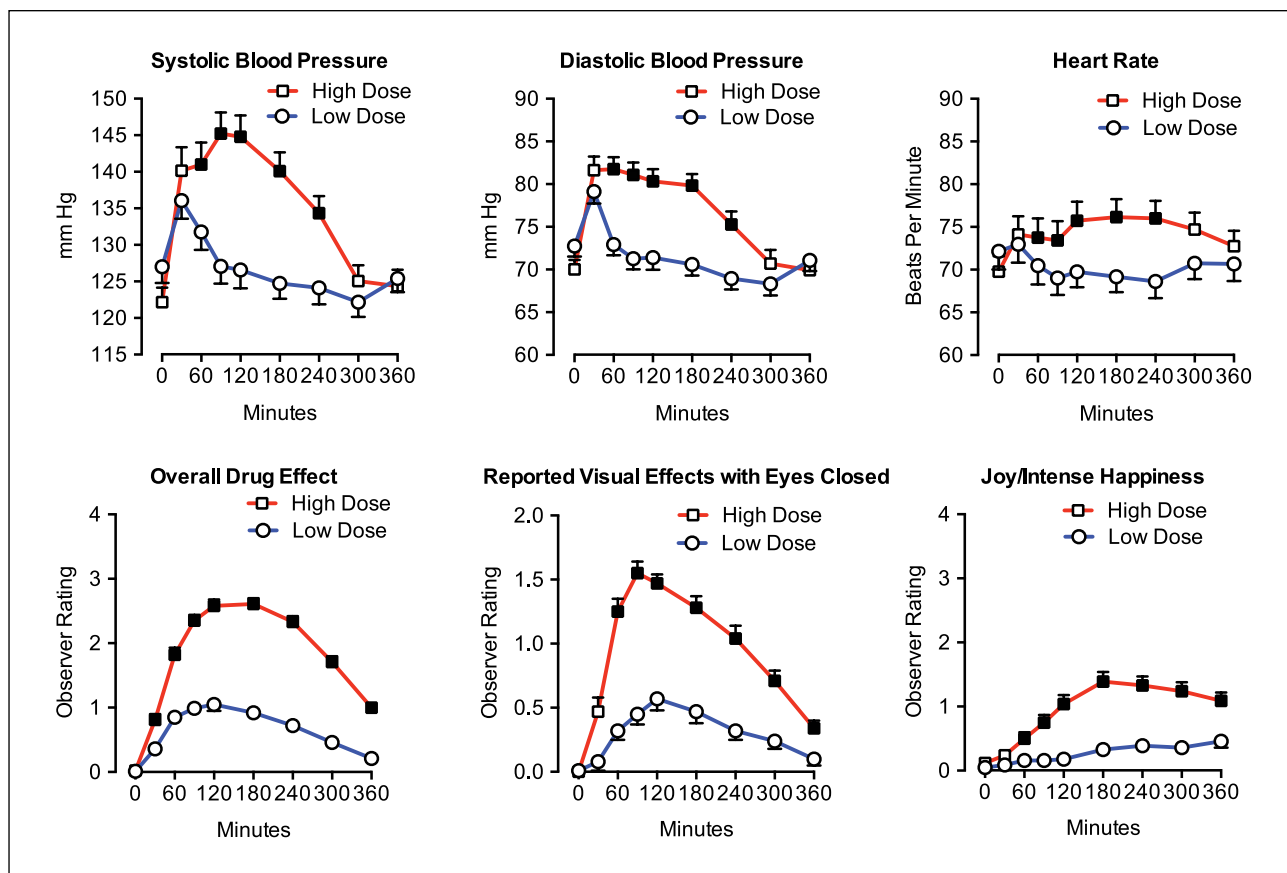 Systolic Blood Pressure
High Dose
Low Dose
150
145
140
135
130
125
120
115
mm Hg
0 60 120 180 240 300 360
Minutes
Diastolic Blood Pressure
High Dose
Low Dose
90
85
80
75
70
65
60
mm Hg
0 60 120 180 240 300 360
Minutes
Heart Rate
High Dose
Low Dose
90
85
80
75
70
65
60
Beats Per Minute
0 60 120 180 240 300 360
Minutes
Overall Drug Effect
High Dose
Low Dose
4
3
2
1
0
Observer Rating
0 60 120 180 240 300 360
Minutes
Reported Visual Effects with Eyes Closed
High Dose
Low Dose
2.0
1.5
1.0
0.5
0.0
Observer Rating
0 60 120 180 240 300 360
Minutes
Joy/Intense Happiness
High Dose
Low Dose
4
3
2
1
0
Observer Rating
0 60 120 180 240 300 360
Minutes